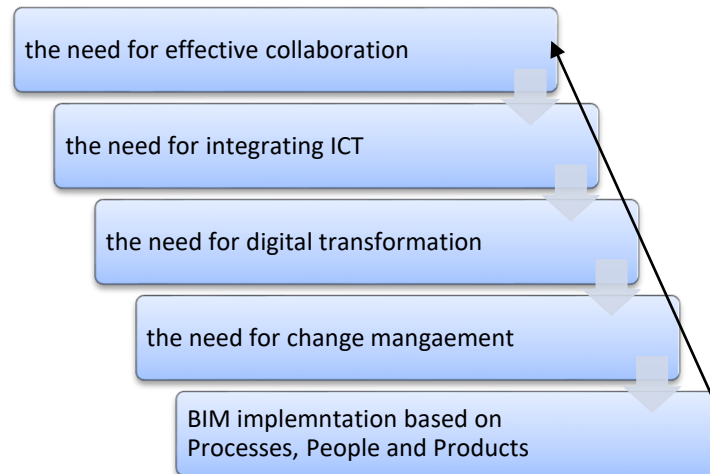 the need for effective collaboration
the need for integrating ICT
the need for digital transformation
the need for change mangaement
BIM implemntation based on
Processes, People and Products